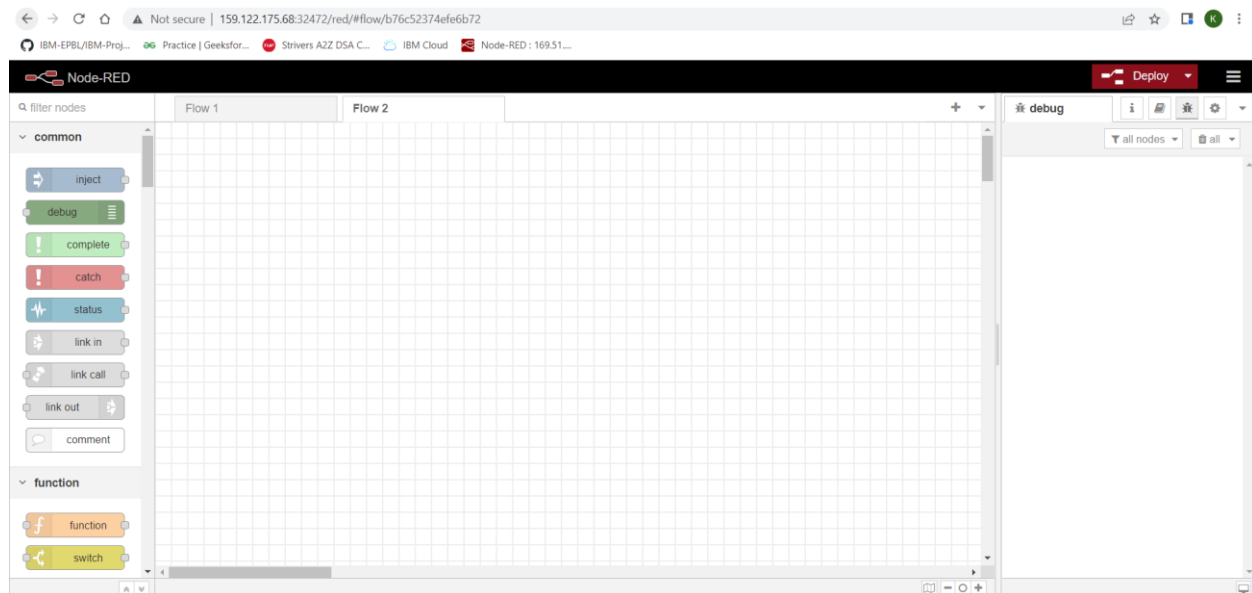 Not secure | 159.122.175.68:32472/red/#flow/b76c52374efe6b72
K
IBM-EPBL/IBM-Proj... Practice | Geeksfor... Strivers A2Z DSA C... IBM Cloud Node-RED : 169.51....
Node-RED Deploy
filter nodes Flow 1 Flow 2 debug
all nodes all
common
inject
debug
complete
catch
status
link in
link call
link out
comment
function
function
switch